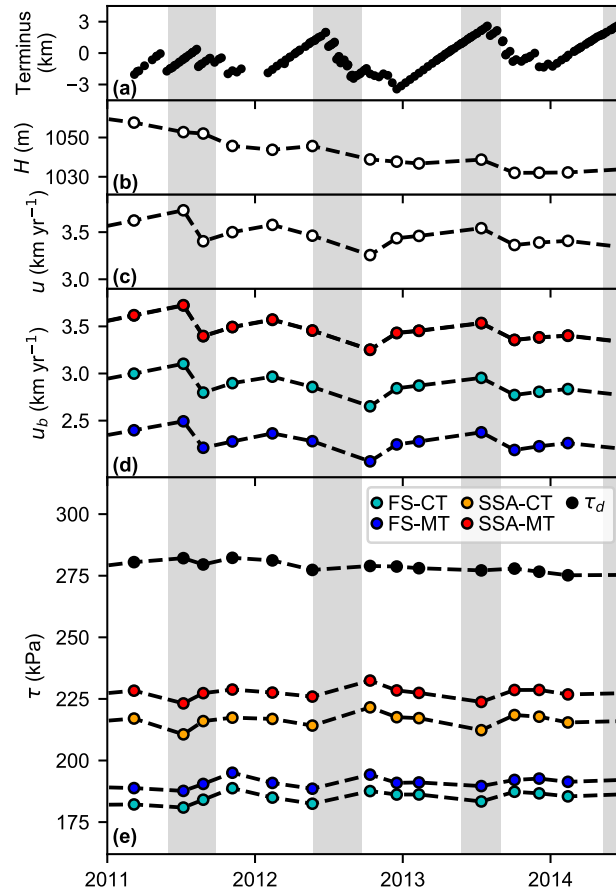 Terminus
(km)
3
0
−3
(a)
H (m)
1050
1030
(b)
u (km yr⁻¹)
3.5
3.0
(c)
u_b (km yr⁻¹)
3.5
3.0
2.5
(d)
FS-CT SSA-CT τ_d
FS-MT SSA-MT
τ
(kPa)
300
275
250
225
200
175
(e)
2011 2012 2013 2014